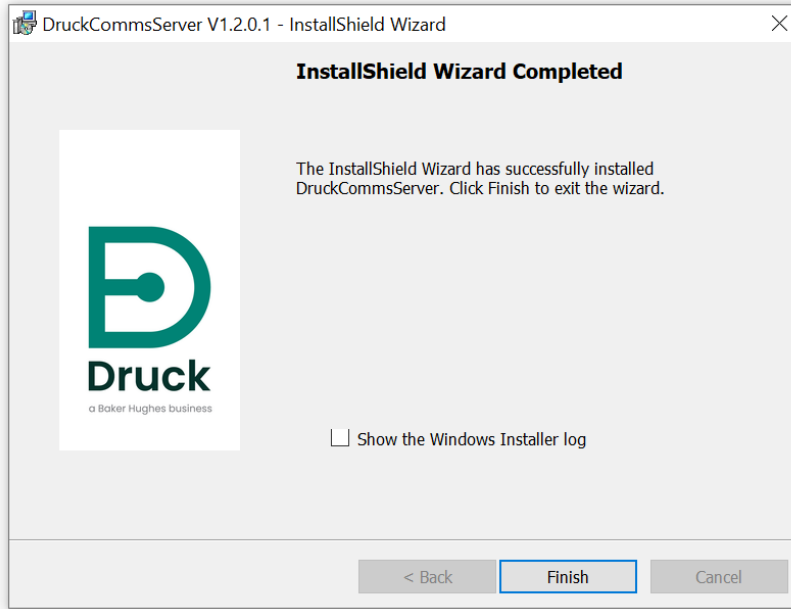 DruckCommsServer V1.2.0.1 - InstallShield Wizard
InstallShield Wizard Completed
The InstallShield Wizard has successfully installed
DruckCommsServer. Click Finish to exit the wizard.
Druck
a Baker Hughes business
Show the Windows Installer log
< Back
Finish
Cancel